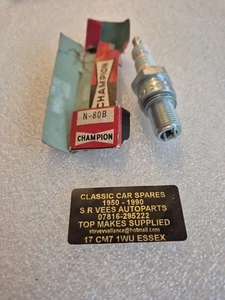 CHAMPION
N-80B
CHAMPION
CLASSIC CAR SPARES
1950 - 1990
S R VEES AUTOPARTS
07816-295222
TOP MAKES SUPPLIED
stevevallance@hotmail.com
17 CM7 1WU ESSEX